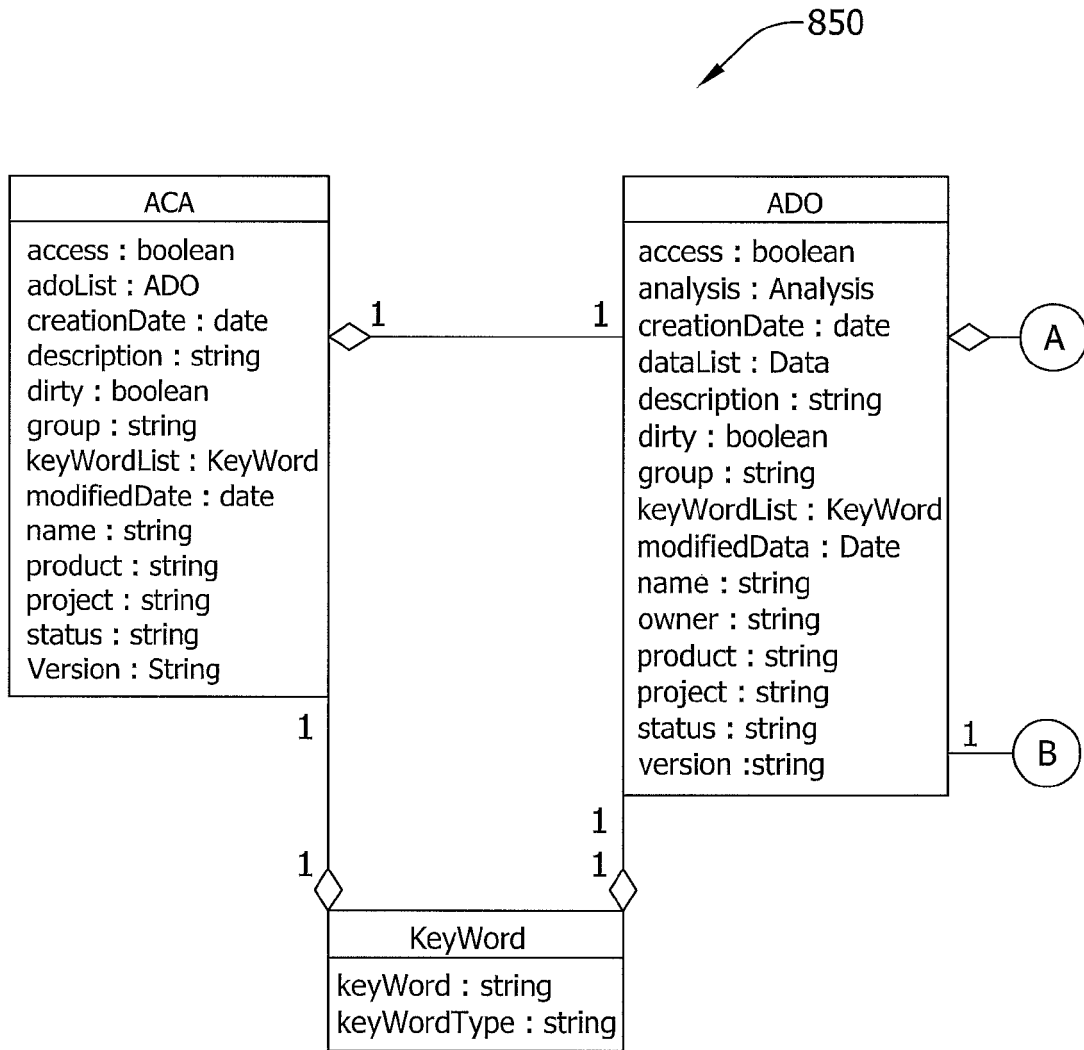 850
ACA
access : boolean
adoList : ADO
creationDate : date
description : string
dirty : boolean
group : string
keyWordList : KeyWord
modifiedDate : date
name : string
product : string
project : string
status : string
Version : String
1
1
ADO
access : boolean
analysis : Analysis
creationDate : date
dataList : Data
description : string
dirty : boolean
group : string
keyWordList : KeyWord
modifiedData : Date
name : string
owner : string
product : string
project : string
status : string
version :string
A
1
B
1
1
1
1
KeyWord
keyWord : string
keyWordType : string